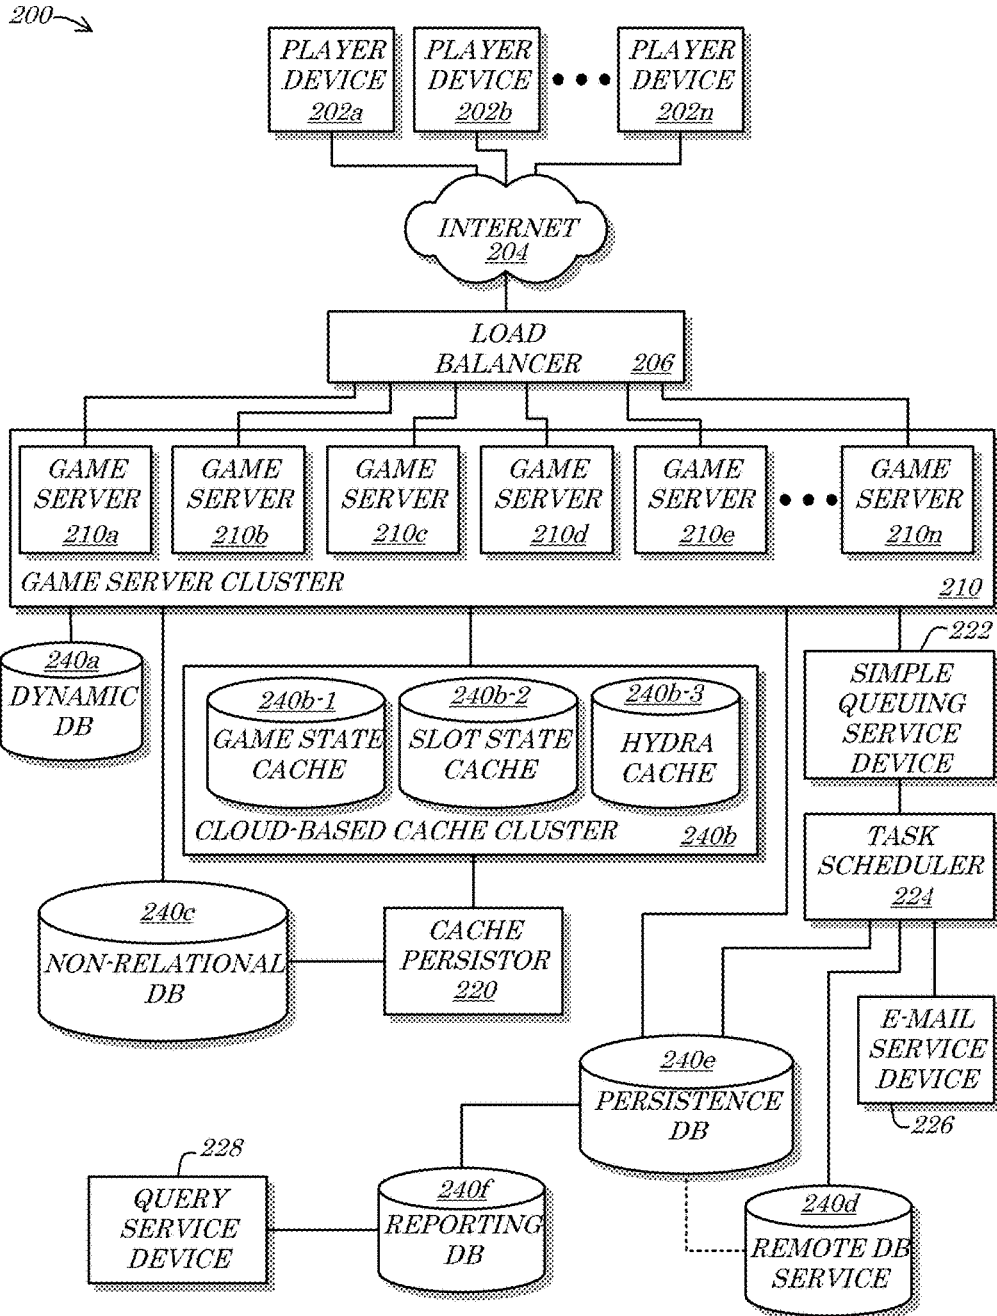 200
PLAYER
DEVICE
202a
PLAYER
DEVICE
202b
PLAYER
DEVICE
202n
INTERNET
204
LOAD
BALANCER
206
GAME
SERVER
210a
GAME
SERVER
210b
GAME
SERVER
210c
GAME
SERVER
210d
GAME
SERVER
210e
GAME
SERVER
210n
GAME SERVER CLUSTER
210
240a
DYNAMIC
DB
240b-1
GAME STATE
CACHE
240b-2
SLOT STATE
CACHE
240b-3
HYDRA
CACHE
CLOUD-BASED CACHE CLUSTER
240b
222
SIMPLE
QUEUING
SERVICE
DEVICE
TASK
SCHEDULER
224
240c
NON-RELATIONAL
DB
CACHE
PERSISTOR
220
E-MAIL
SERVICE
DEVICE
226
240e
PERSISTENCE
DB
228
QUERY
SERVICE
DEVICE
240f
REPORTING
DB
240d
REMOTE DB
SERVICE